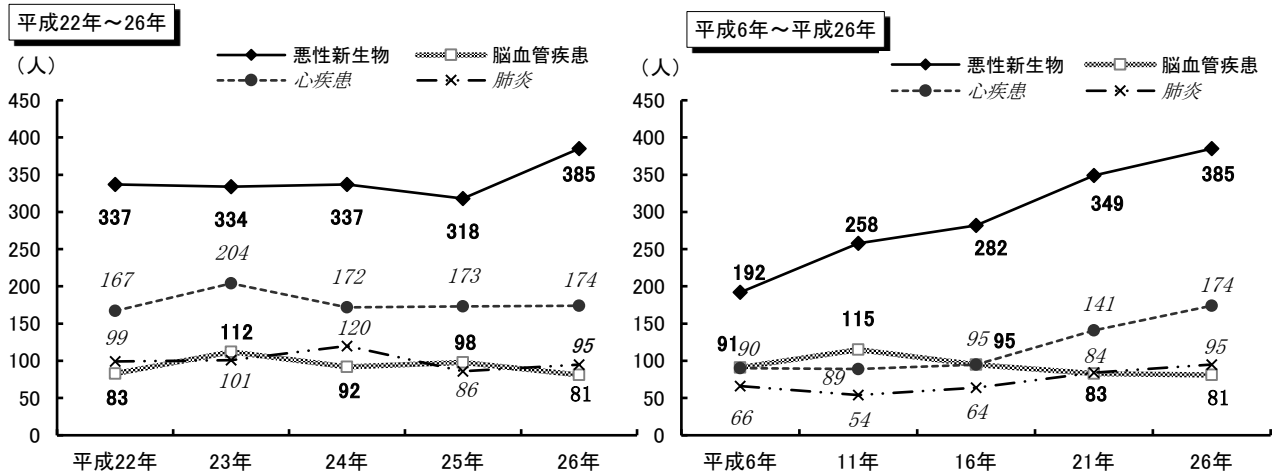 平成22年～26年
悪性新生物 脳血管疾患
心疾患 肺炎
（人）
450
400
350
300
250
200
150
100
50
0
337 334 337 318 385
167 204 172 173 174
99 101 120 86 95
83 112 92 98 81
平成22年 23年 24年 25年 26年
平成6年～平成26年
悪性新生物 脳血管疾患
心疾患 肺炎
（人）
450
400
350
300
250
200
150
100
50
0
192 258 282 349 385
90 89 95 141 174
91 115 95 83 81
66 54 64 84 95
平成6年 11年 16年 21年 26年